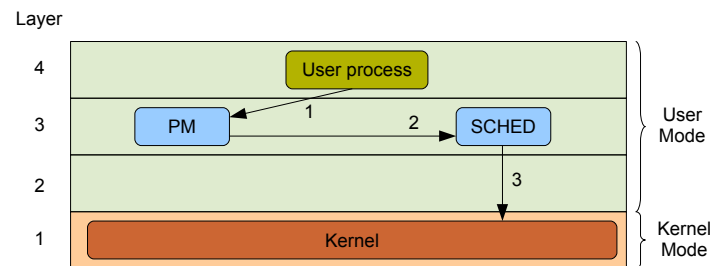 Layer
4
User process
1
3
PM
2
SCHED
User
Mode
2
3
1
Kernel
Kernel
Mode